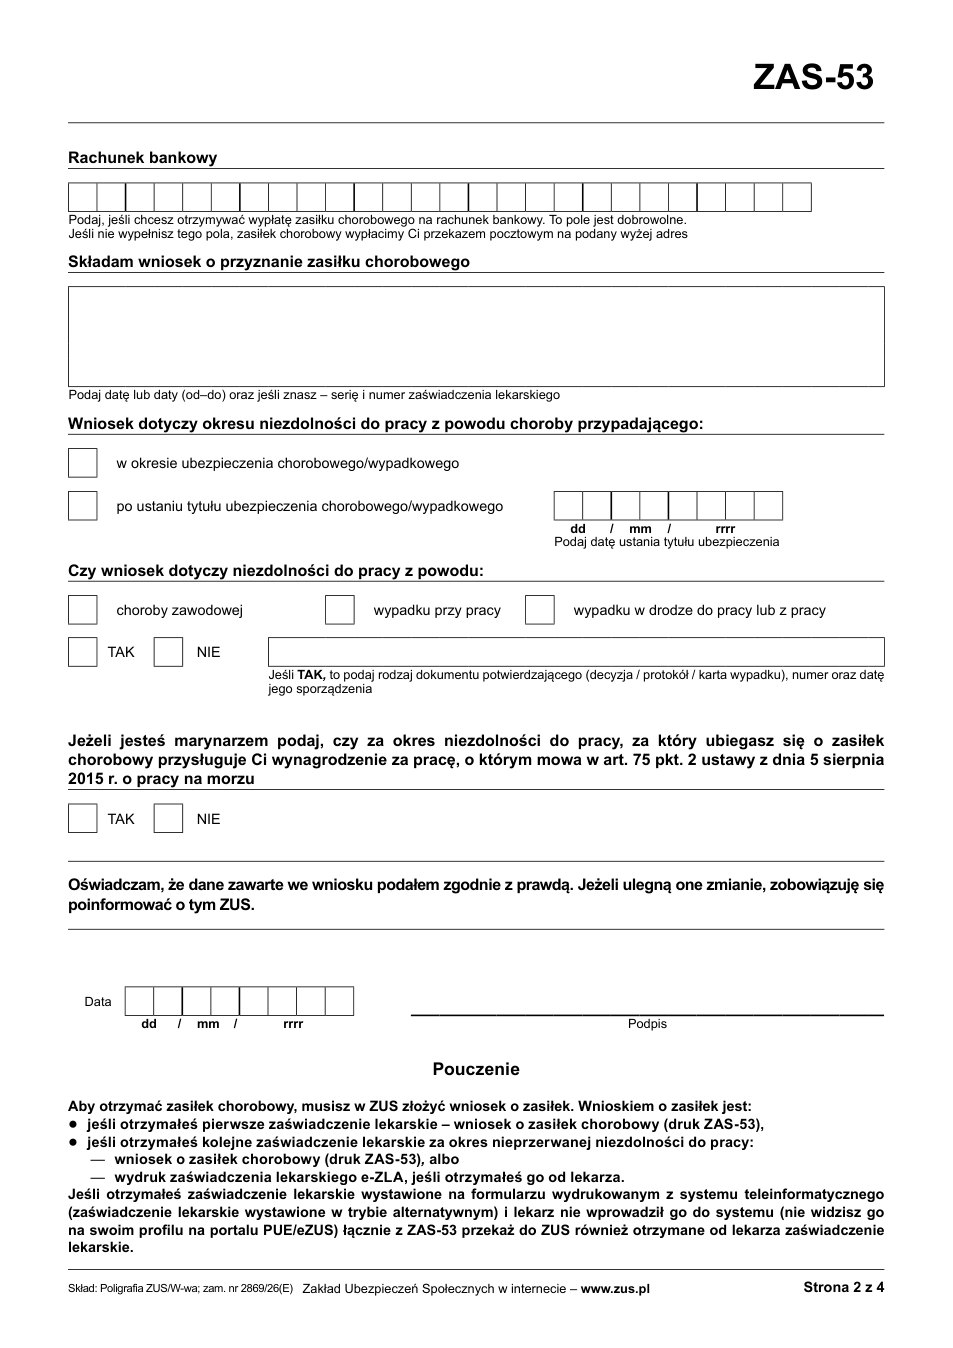 ZAS-53
Rachunek bankowy
Podaj, jeśli chcesz otrzymywać wypłatę zasiłku chorobowego na rachunek bankowy. To pole jest dobrowolne.
Jeśli nie wypełnisz tego pola, zasiłek chorobowy wypłacimy Ci przekazem pocztowym na podany wyżej adres
Składam wniosek o przyznanie zasiłku chorobowego
Podaj datę lub daty (od–do) oraz jeśli znasz – serię i numer zaświadczenia lekarskiego
Wniosek dotyczy okresu niezdolności do pracy z powodu choroby przypadającego:
w okresie ubezpieczenia chorobowego/wypadkowego
po ustaniu tytułu ubezpieczenia chorobowego/wypadkowego
dd / mm / rrrr
Podaj datę ustania tytułu ubezpieczenia
Czy wniosek dotyczy niezdolności do pracy z powodu:
choroby zawodowej wypadku przy pracy wypadku w drodze do pracy lub z pracy
TAK NIE
Jeśli TAK, to podaj rodzaj dokumentu potwierdzającego (decyzja / protokół / karta wypadku), numer oraz datę
jego sporządzenia
Jeżeli jesteś marynarzem podaj, czy za okres niezdolności do pracy, za który ubiegasz się o zasiłek
chorobowy przysługuje Ci wynagrodzenie za pracę, o którym mowa w art. 75 pkt. 2 ustawy z dnia 5 sierpnia
2015 r. o pracy na morzu
TAK NIE
Oświadczam, że dane zawarte we wniosku podałem zgodnie z prawdą. Jeżeli ulegną one zmianie, zobowiązuję się
poinformować o tym ZUS.
Data
dd / mm / rrrr
Podpis
Pouczenie
Aby otrzymać zasiłek chorobowy, musisz w ZUS złożyć wniosek o zasiłek. Wnioskiem o zasiłek jest:
● jeśli otrzymałeś pierwsze zaświadczenie lekarskie – wniosek o zasiłek chorobowy (druk ZAS-53),
● jeśli otrzymałeś kolejne zaświadczenie lekarskie za okres nieprzerwanej niezdolności do pracy:
— wniosek o zasiłek chorobowy (druk ZAS-53), albo
— wydruk zaświadczenia lekarskiego e-ZLA, jeśli otrzymałeś go od lekarza.
Jeśli otrzymałeś zaświadczenie lekarskie wystawione na formularzu wydrukowanym z systemu teleinformatycznego
(zaświadczenie lekarskie wystawione w trybie alternatywnym) i lekarz nie wprowadził go do systemu (nie widzisz go
na swoim profilu na portalu PUE/eZUS) łącznie z ZAS-53 przekaż do ZUS również otrzymane od lekarza zaświadczenie
lekarskie.
Skład: Poligrafia ZUS/W-wa; zam. nr 2869/26(E) Zakład Ubezpieczeń Społecznych w internecie – www.zus.pl Strona 2 z 4